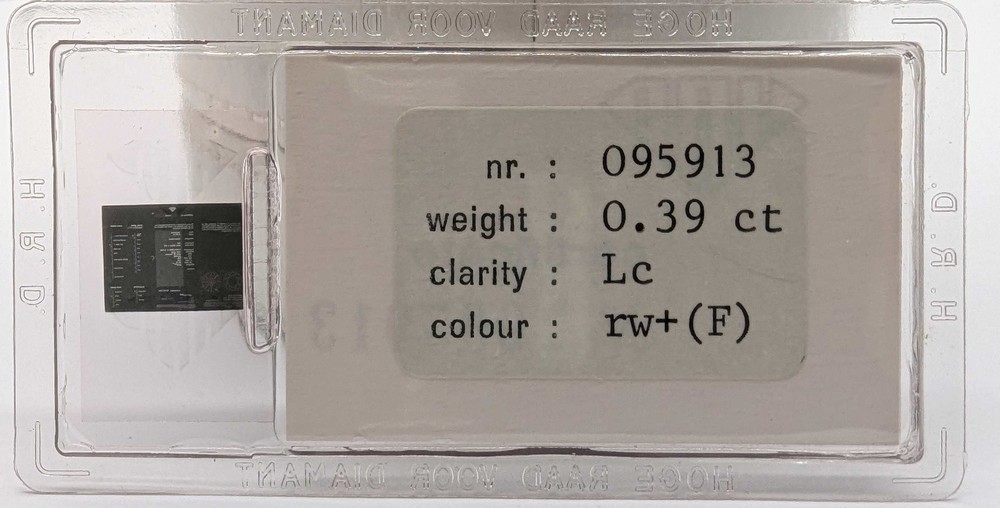 HOGE RAAD VOOR DIAMANT
H.R.D.
nr. : 095913
weight : 0.39 ct
clarity : Lc
colour : rw+(F)
H.R.D.
HOGE RAAD VOOR DIAMANT